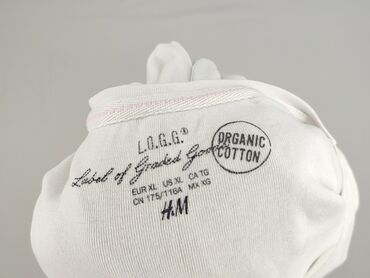 L.O.G.G.®
Label of Graded Goods
ORGANIC
COTTON
EUR XL US XL CA TG
CN 175/116A MX XG
H&M